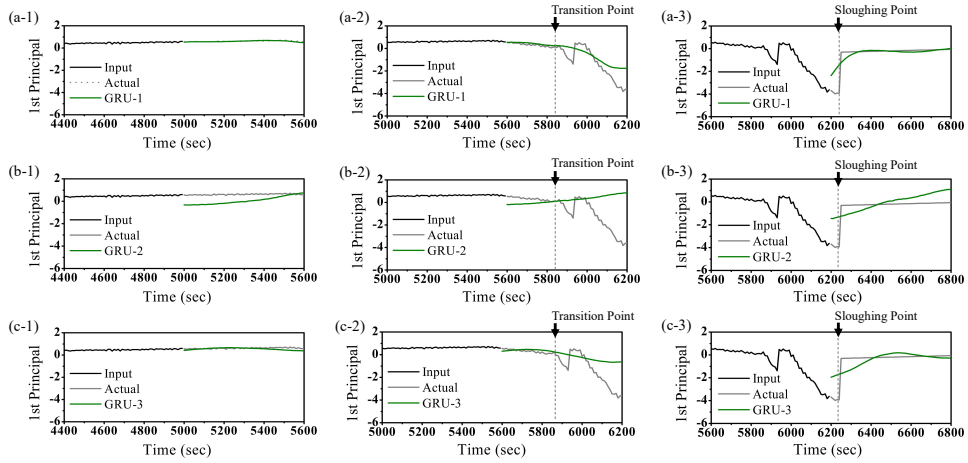 (a-1)
1st Principal
2
0
-2
-4
-6
Input
Actual
GRU-1
4400 4600 4800 5000 5200 5400 5600
Time (sec)
(a-2)
Transition Point
1st Principal
2
0
-2
-4
-6
Input
Actual
GRU-1
5000 5200 5400 5600 5800 6000 6200
Time (sec)
(a-3)
Sloughing Point
1st Principal
2
0
-2
-4
-6
Input
Actual
GRU-1
5600 5800 6000 6200 6400 6600 6800
Time (sec)
(b-1)
1st Principal
2
0
-2
-4
-6
Input
Actual
GRU-2
4400 4600 4800 5000 5200 5400 5600
Time (sec)
(b-2)
Transition Point
1st Principal
2
0
-2
-4
-6
Input
Actual
GRU-2
5000 5200 5400 5600 5800 6000 6200
Time (sec)
(b-3)
Sloughing Point
1st Principal
2
0
-2
-4
-6
Input
Actual
GRU-2
5600 5800 6000 6200 6400 6600 6800
Time (sec)
(c-1)
1st Principal
2
0
-2
-4
-6
Input
Actual
GRU-3
4400 4600 4800 5000 5200 5400 5600
Time (sec)
(c-2)
Transition Point
1st Principal
2
0
-2
-4
-6
Input
Actual
GRU-3
5000 5200 5400 5600 5800 6000 6200
Time (sec)
(c-3)
Sloughing Point
1st Principal
2
0
-2
-4
-6
Input
Actual
GRU-3
5600 5800 6000 6200 6400 6600 6800
Time (sec)